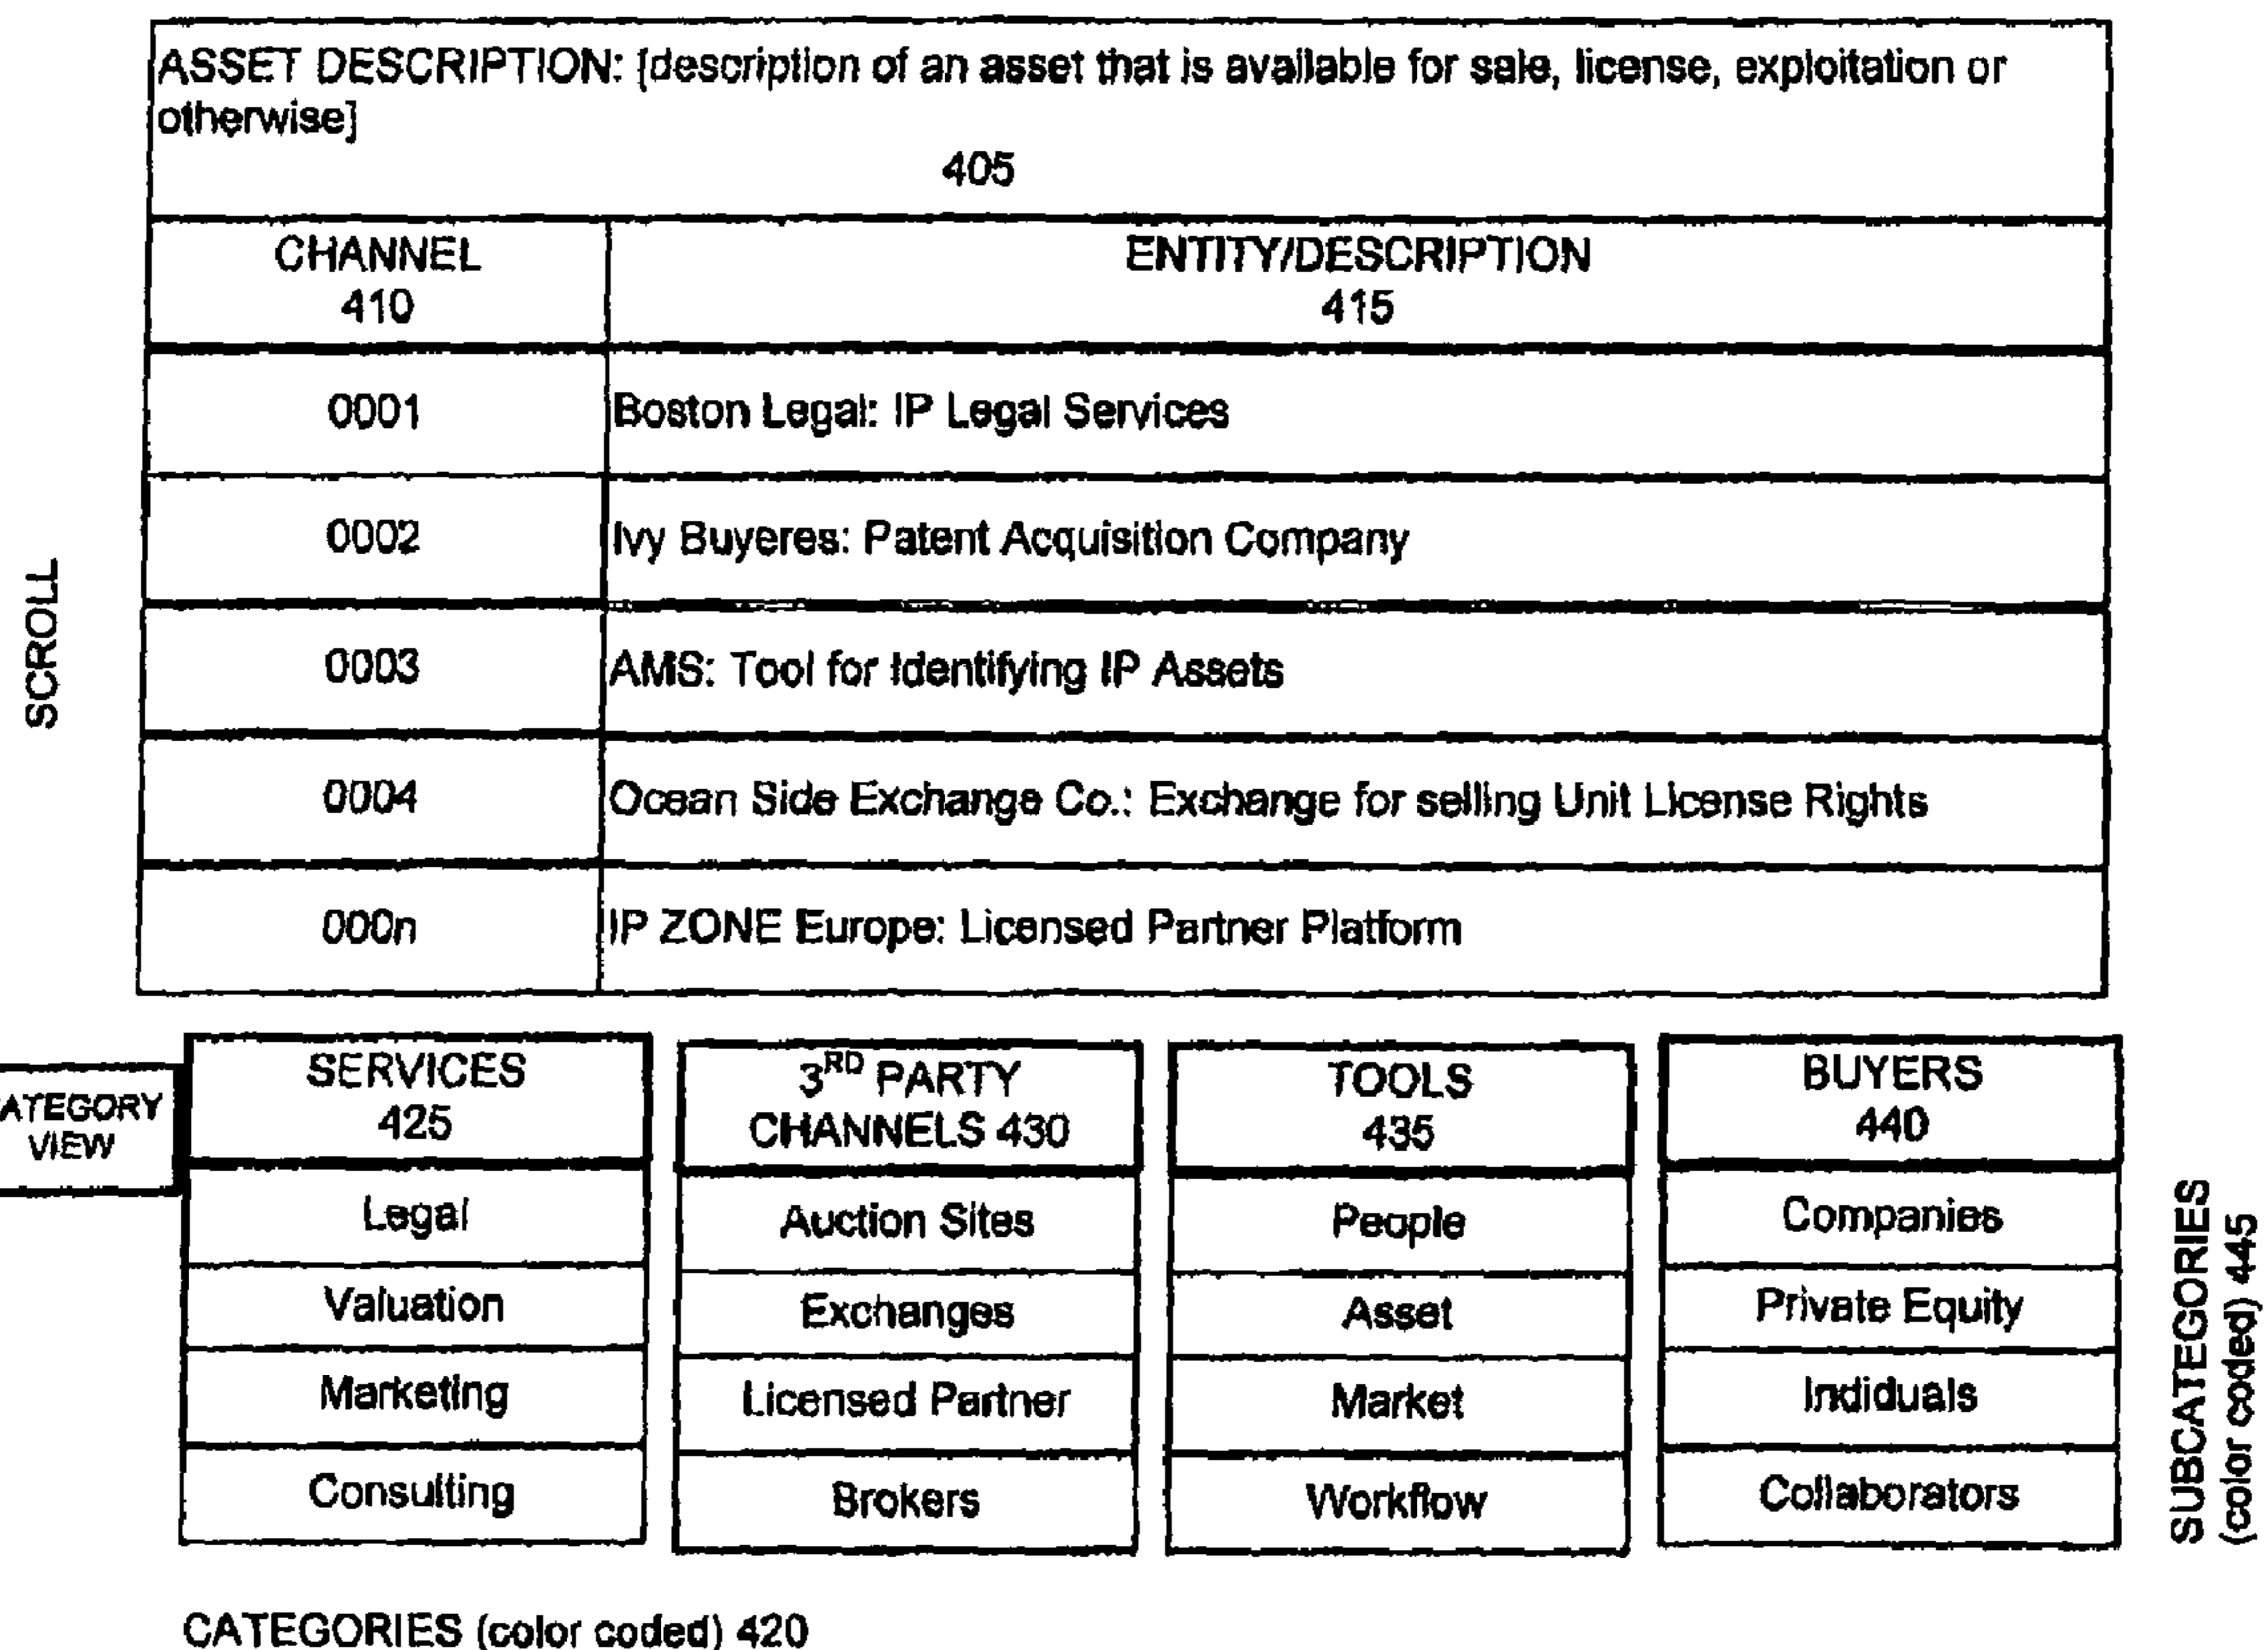 ASSET DESCRIPTION: [description of an asset that is available for sale, license, exploitation or
otherwise]
405
CHANNEL
410
ENTITY/DESCRIPTION
415
0001
Boston Legal: IP Legal Services
0002
Ivy Buyeres: Patent Acquisition Company
0003
AMS: Tool for Identifying IP Assets
0004
Ocean Side Exchange Co.: Exchange for selling Unit License Rights
000n
IP ZONE Europe: Licensed Partner Platform
SCROLL
ATEGORY
VIEW
SERVICES
425
Legal
Valuation
Marketing
Consulting
3RD PARTY
CHANNELS 430
Auction Sites
Exchanges
Licensed Partner
Brokers
TOOLS
435
People
Asset
Market
Workflow
BUYERS
440
Companies
Private Equity
Indiduals
Collaborators
SUBCATEGORIES
(color coded) 445
CATEGORIES (color coded) 420